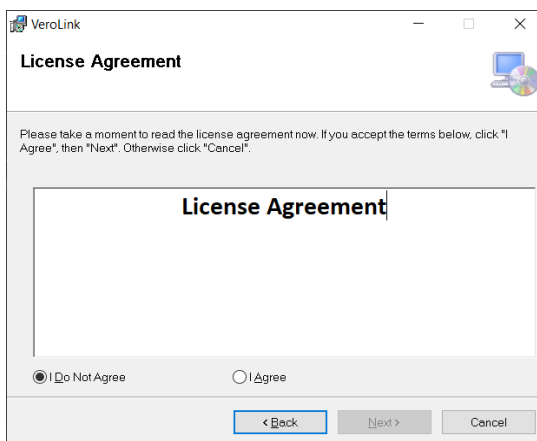 VeroLink
License Agreement
Please take a moment to read the license agreement now. If you accept the terms below, click "I
Agree", then "Next". Otherwise click "Cancel".
License Agreement
I Do Not Agree
I Agree
< Back
Next >
Cancel